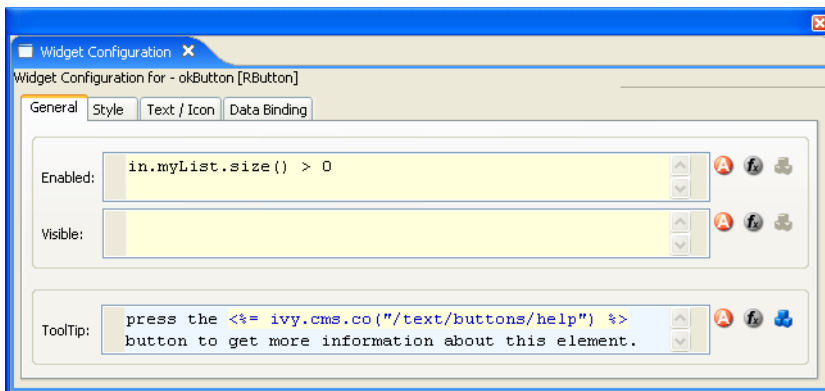 Widget Configuration
Widget Configuration for - okButton [RButton]
General Style Text / Icon Data Binding
Enabled: in.myList.size() > 0
Visible:
press the <%= ivy.cms.co("/text/buttons/help") %>
ToolTip:
button to get more information about this element.